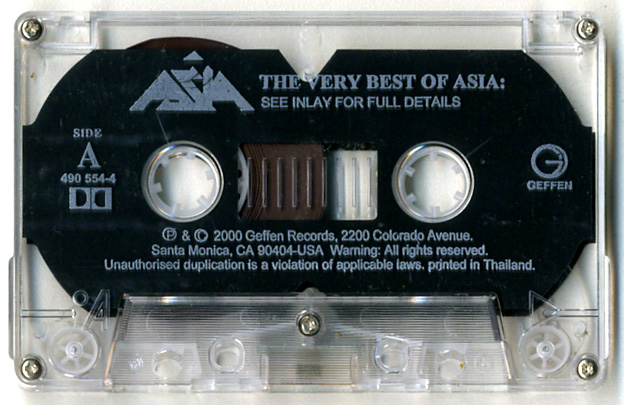 ASIA
THE VERY BEST OF ASIA:
SEE INLAY FOR FULL DETAILS
SIDE
A
490 554-4
G
GEFFEN
℗ & © 2000 Geffen Records, 2200 Colorado Avenue.
Santa Monica, CA 90404-USA Warning: All rights reserved.
Unauthorised duplication is a violation of applicable laws. printed in Thailand.
A